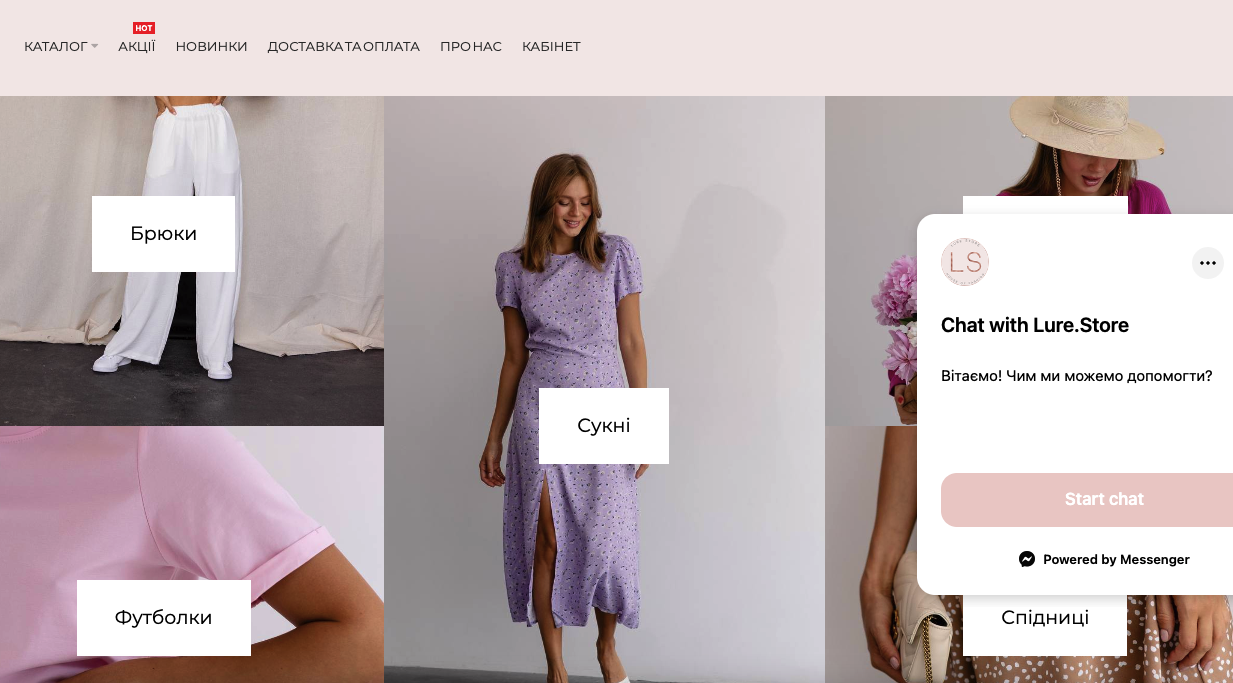 HOT
КАТАЛОГ АКЦІЇ НОВИНКИ ДОСТАВКА ТА ОПЛАТА ПРО НАС КАБІНЕТ
Брюки
LS
Chat with Lure.Store
Вітаємо! Чим ми можемо допомогти?
Сукні
Start chat
Powered by Messenger
Футболки
Спідниці